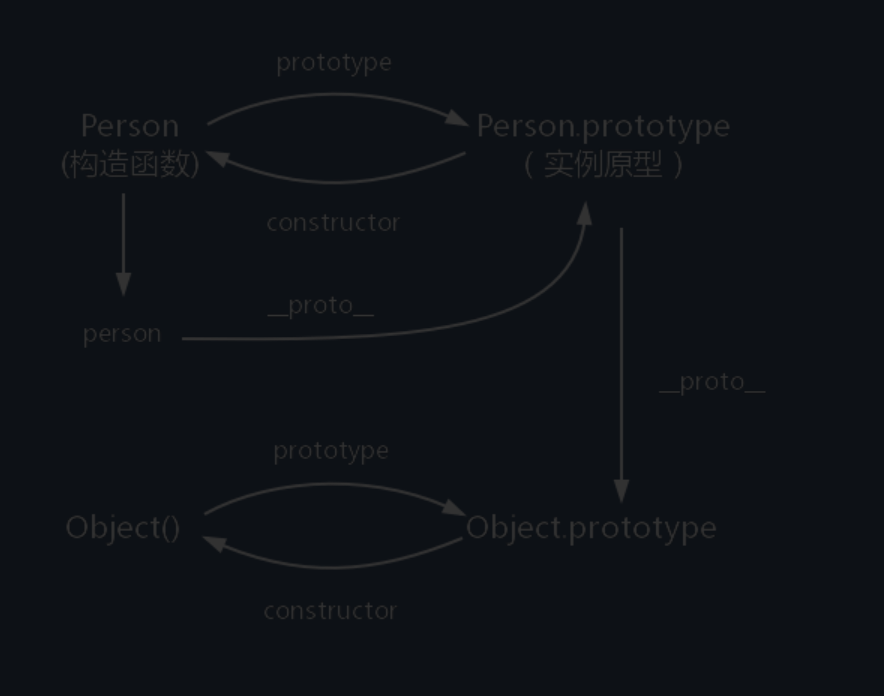 prototype
Person
Person.prototype
(构造函数)
( 实例原型 )
constructor
__proto__
person
__proto__
prototype
Object()
Object.prototype
constructor